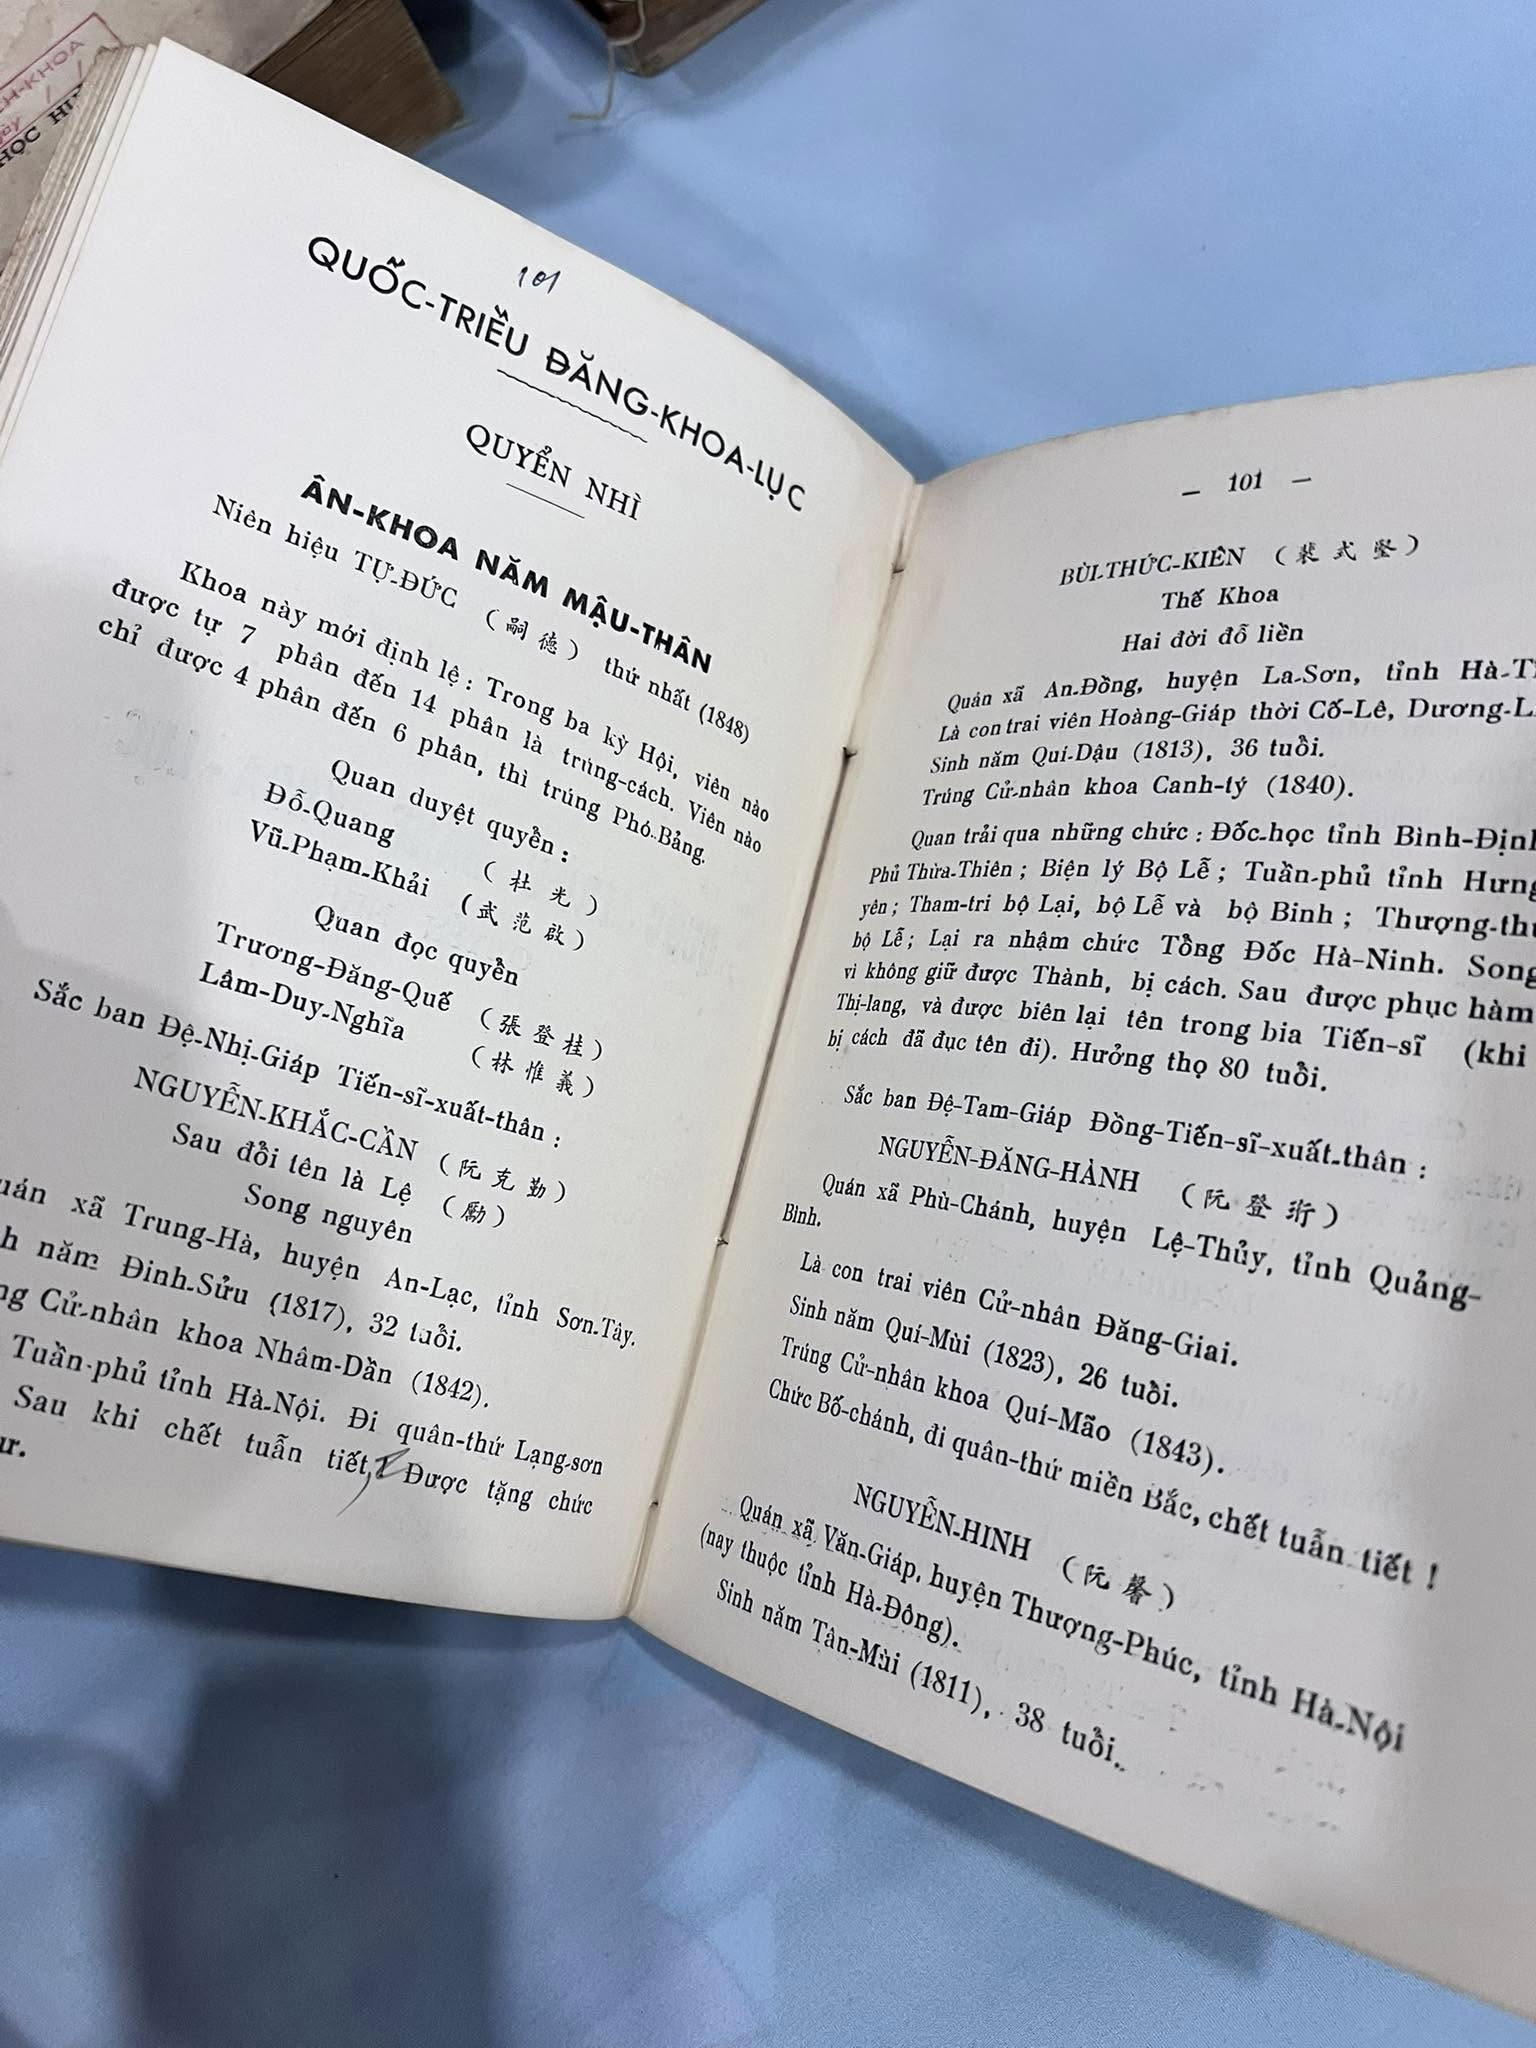 HỌC
101
QUỐC-TRIỀU ĐĂNG-KHOA-LỤC
QUYỂN NHÌ
ÂN-KHOA NĂM MẬU-THÂN
Niên hiệu TỰ-ĐỨC (嗣德) thứ nhất (1848)
Khoa này mới định lệ: Trong ba kỳ Hội, viên nào
được tự 7 phân đến 14 phân là trúng-cách. Viên nào
chỉ được 4 phân đến 6 phân, thì trúng Phó-Bảng.
Quan duyệt quyển:
Đỗ-Quang (杜光)
Vũ-Phạm-Khải (武范啟)
Quan đọc quyển
Trương-Đăng-Quế (張登桂)
Lâm-Duy-Nghĩa (林惟義)
Sắc ban Đệ-Nhị-Giáp Tiến-sĩ-xuất-thân:
NGUYỄN-KHẮC-CẦN (阮克勤)
Sau đổi tên là Lệ (勵)
Song nguyên
xã Trung-Hà, huyện An-Lạc, tỉnh Sơn-Tây.
năm Đinh-Sửu (1817), 32 tuổi.
Cử-nhân khoa Nhâm-Dần (1842).
Tuần-phủ tỉnh Hà-Nội. Đi quân-thứ Lạng-sơn
Sau khi chết tuẫn tiết, Được tặng chức
— 101 —
BÙI-THỨC-KIÊN (裴式堅)
Thế Khoa
Hai đời đỗ liền
Quán xã An-Đồng, huyện La-Sơn, tỉnh Hà-T
Là con trai viên Hoàng-Giáp thời Cố-Lê, Dương-L
Sinh năm Quí-Dậu (1813), 36 tuổi.
Trúng Cử-nhân khoa Canh-tý (1840).
Quan trải qua những chức: Đốc-học tỉnh Bình-Định
Phủ Thừa-Thiên; Biện lý Bộ Lễ; Tuần-phủ tỉnh Hưng
yên; Tham-tri bộ Lại, bộ Lễ và bộ Binh; Thượng-thư
bộ Lễ; Lại ra nhậm chức Tổng Đốc Hà-Ninh. Song
vì không giữ được Thành, bị cách. Sau được phục hàm
Thị-lang, và được biên lại tên trong bia Tiến-sĩ (khi
bị cách đã đục tên đi). Hưởng thọ 80 tuổi.
Sắc ban Đệ-Tam-Giáp Đồng-Tiến-sĩ-xuất-thân:
NGUYỄN-ĐĂNG-HÀNH (阮登珩)
Quán xã Phù-Chánh, huyện Lệ-Thủy, tỉnh Quảng-
Bình.
Là con trai viên Cử-nhân Đăng-Giai.
Sinh năm Quí-Mùi (1823), 26 tuổi.
Trúng Cử-nhân khoa Quí-Mão (1843).
Chức Bố-chánh, đi quân-thứ miền Bắc, chết tuẫn tiết !
NGUYỄN-HINH (阮馨)
Quán xã Văn-Giáp, huyện Thượng-Phúc, tỉnh Hà-Nội
(nay thuộc tỉnh Hà-Đông).
Sinh năm Tân-Mùi (1811), 38 tuổi.